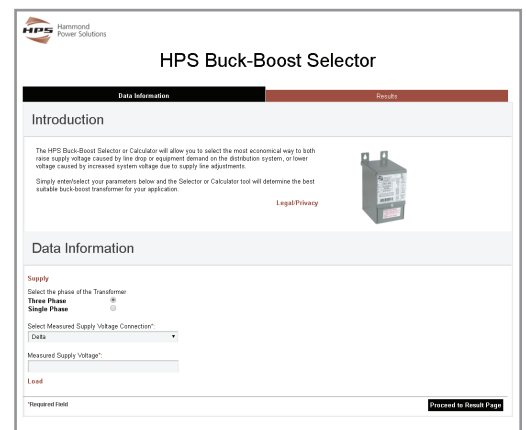 HPS Hammond
Power Solutions
HPS Buck-Boost Selector
Data Information
Results
Introduction
The HPS Buck-Boost Selector or Calculator will allow you to select the most economical way to both
raise supply voltage caused by line drop or equipment demand on the distribution system, or lower
voltage caused by increased system voltage due to supply line adjustments.
Simply enter/select your parameters below and the Selector or Calculator tool will determine the best
suitable buck-boost transformer for your application.
Legal/Privacy
Data Information
Supply
Select the phase of the Transformer
Three Phase
Single Phase
Select Measured Supply Voltage Connection*:
Delta
Measured Supply Voltage*:
Load
*Required Field
Proceed to Result Page